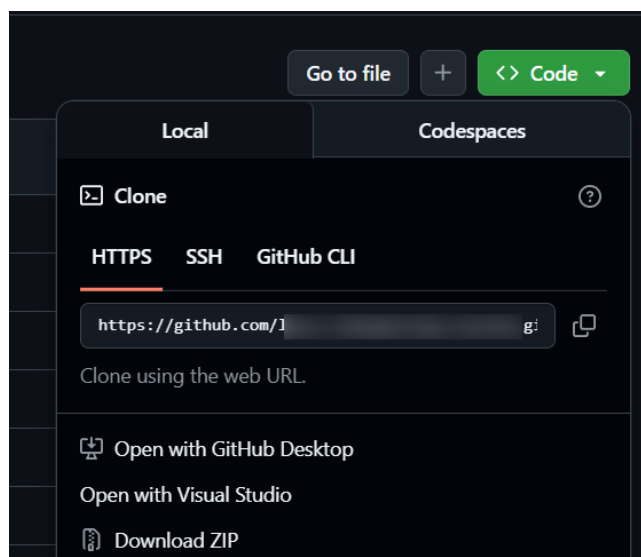 Go to file + <> Code
Local Codespaces
Clone
HTTPS SSH GitHub CLI
https://github.com/
Clone using the web URL.
Open with GitHub Desktop
Open with Visual Studio
Download ZIP